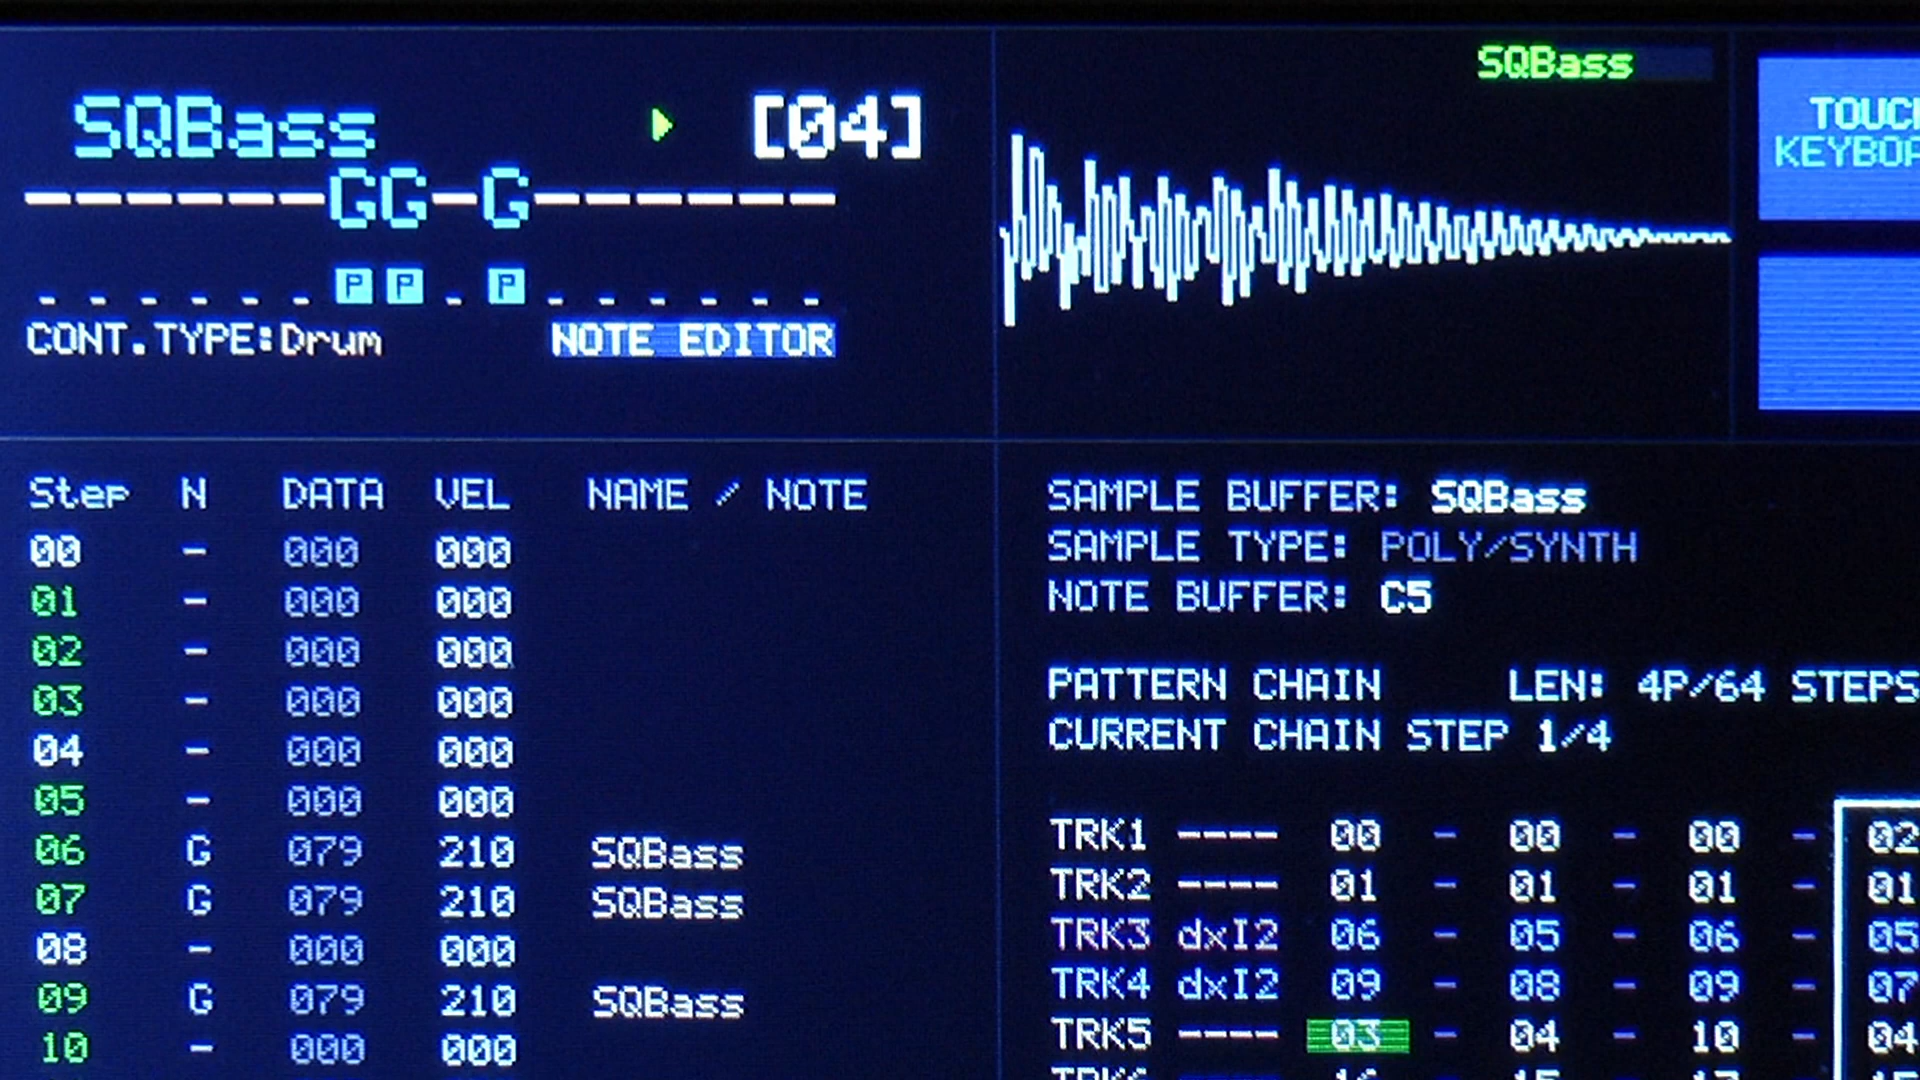 SQBass [04]
------GG-G------
PP P
CONT.TYPE:Drum NOTE EDITOR
SQBass
SAMPLE BUFFER: SQBass
SAMPLE TYPE: POLY/SYNTH
NOTE BUFFER: C5
PATTERN CHAIN LEN: 4P/64 STEPS
CURRENT CHAIN STEP 1/4
Step N DATA VEL NAME / NOTE
00 - 000 000
01 - 000 000
02 - 000 000
03 - 000 000
04 - 000 000
05 - 000 000
06 G 079 210 SQBass
07 G 079 210 SQBass
08 - 000 000
09 G 079 210 SQBass
10 - 000 000
TRK1 ---- 00 - 00 - 00 - 02
TRK2 ---- 01 - 01 - 01 - 01
TRK3 dxI2 06 - 05 - 06 - 05
TRK4 dxI2 09 - 08 - 09 - 07
TRK5 ---- 03 - 04 - 10 - 04